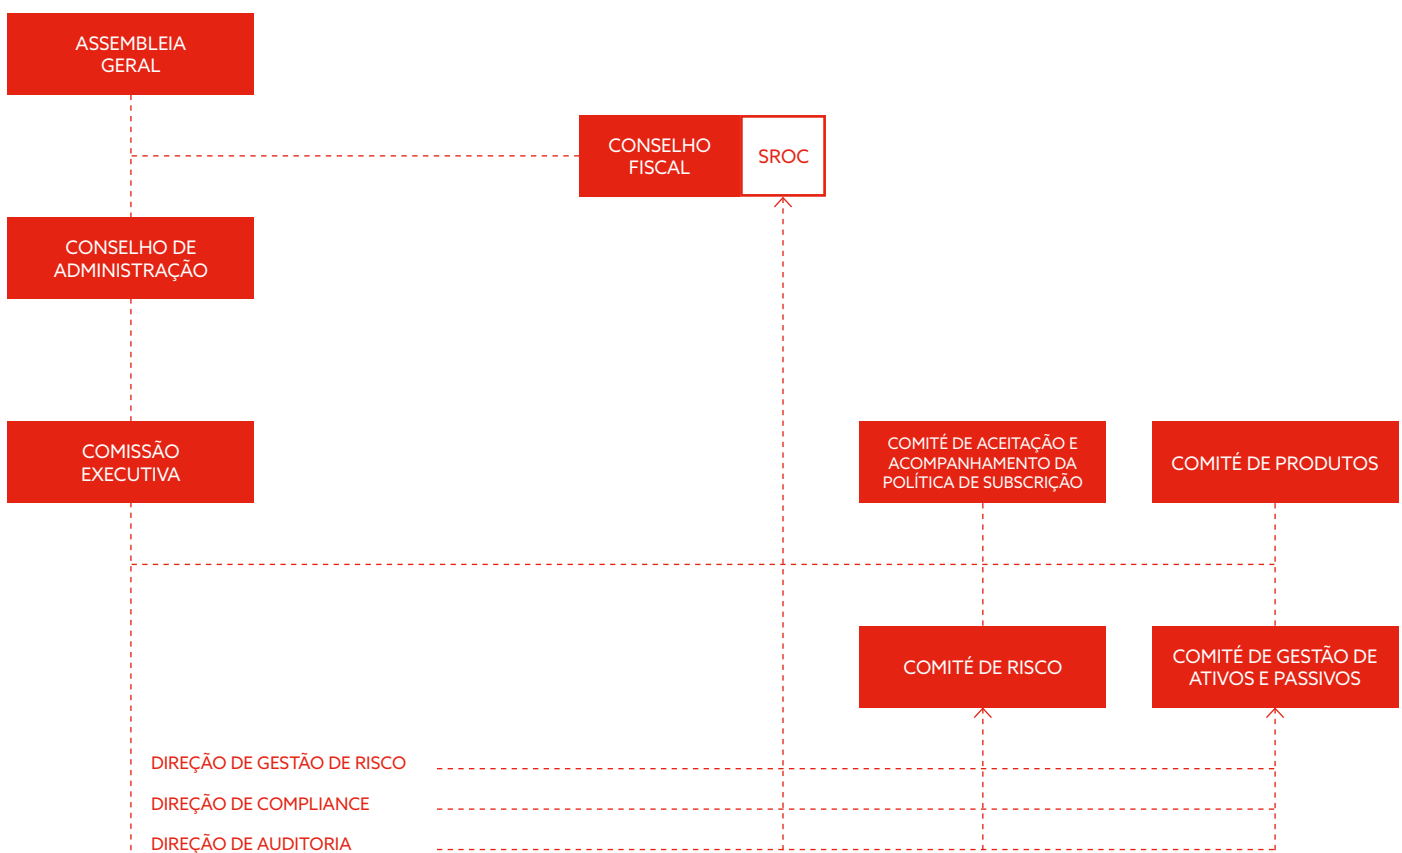 ASSEMBLEIA
GERAL
CONSELHO
FISCAL
SROC
CONSELHO DE
ADMINISTRAÇÃO
COMISSÃO
EXECUTIVA
COMITÉ DE ACEITAÇÃO E
ACOMPANHAMENTO DA
POLÍTICA DE SUBSCRIÇÃO
COMITÉ DE PRODUTOS
COMITÉ DE RISCO
COMITÉ DE GESTÃO DE
ATIVOS E PASSIVOS
DIREÇÃO DE GESTÃO DE RISCO
DIREÇÃO DE COMPLIANCE
DIREÇÃO DE AUDITORIA